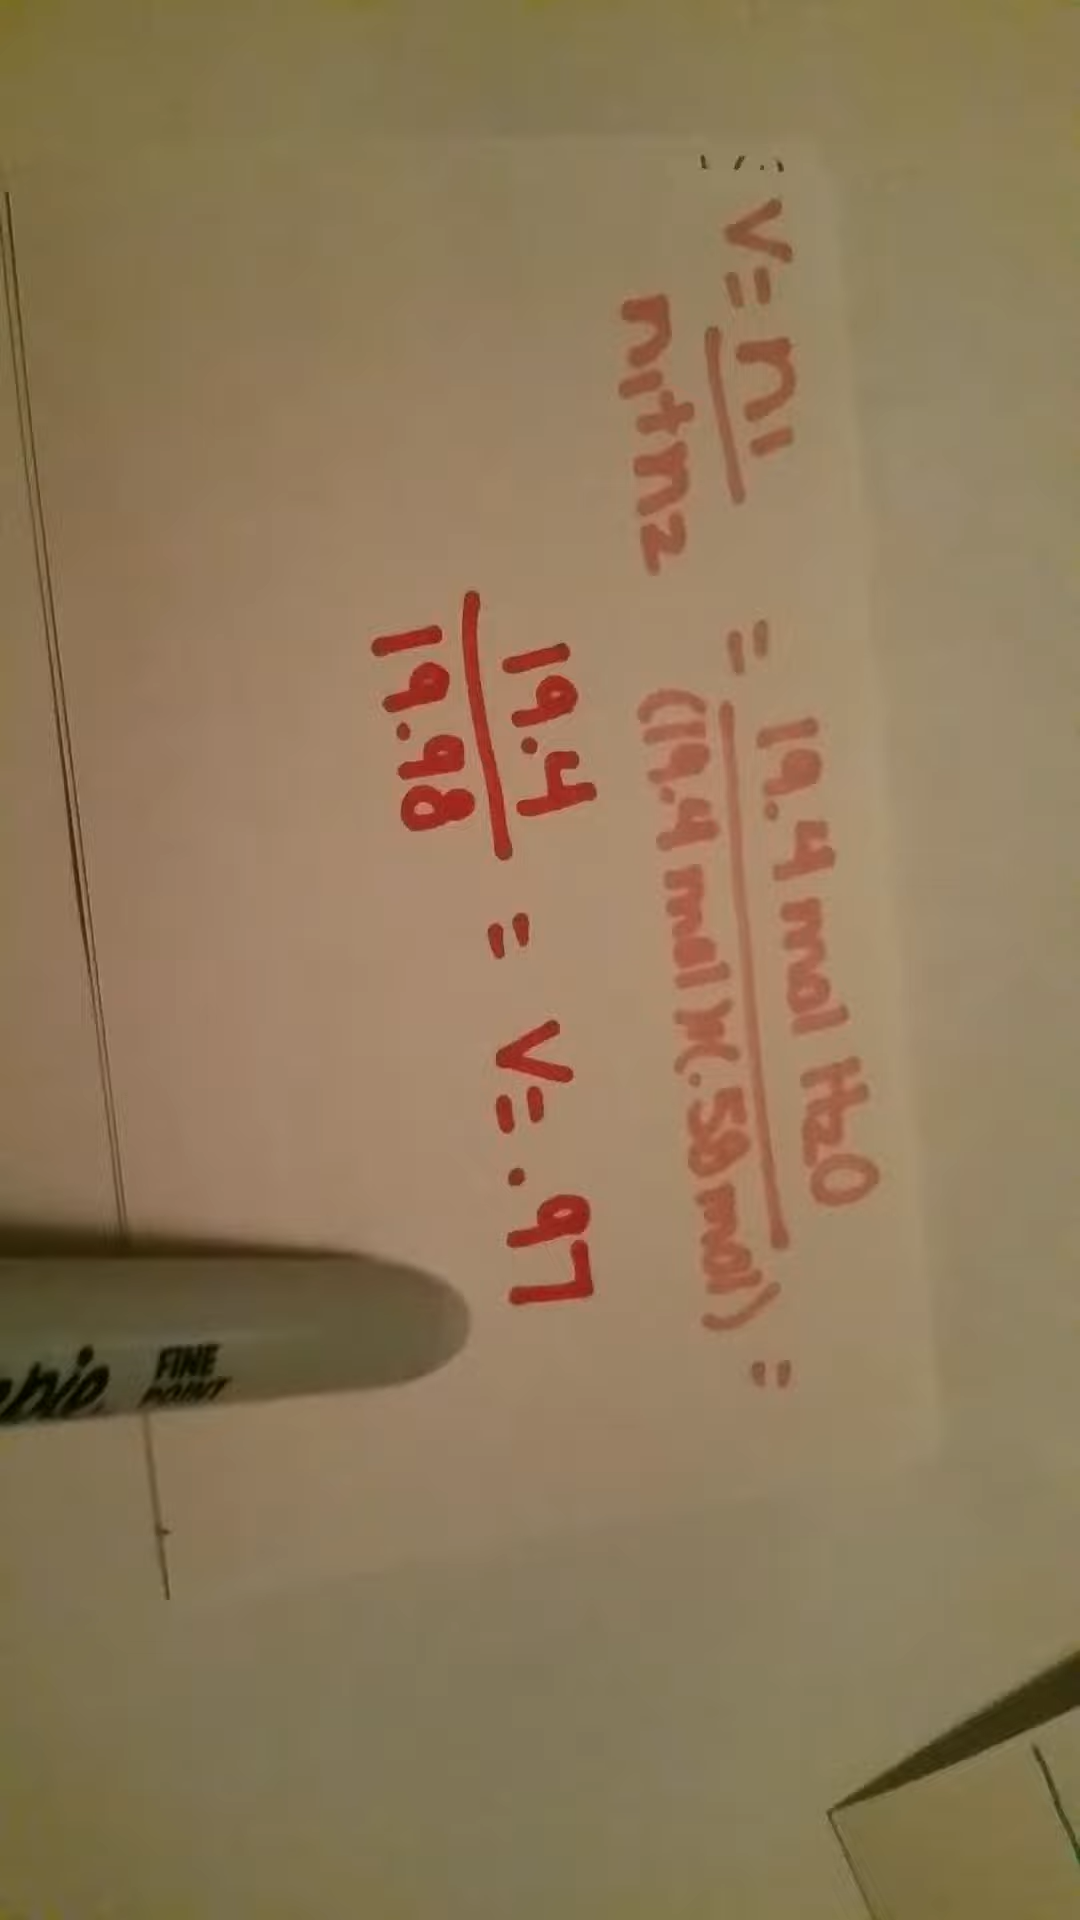 V = n1 = 19.4 mol H2O =
n1+n2 (19.4 mol)(.58 mol)
19.4 = V = .97
19.98
FINE
POINT